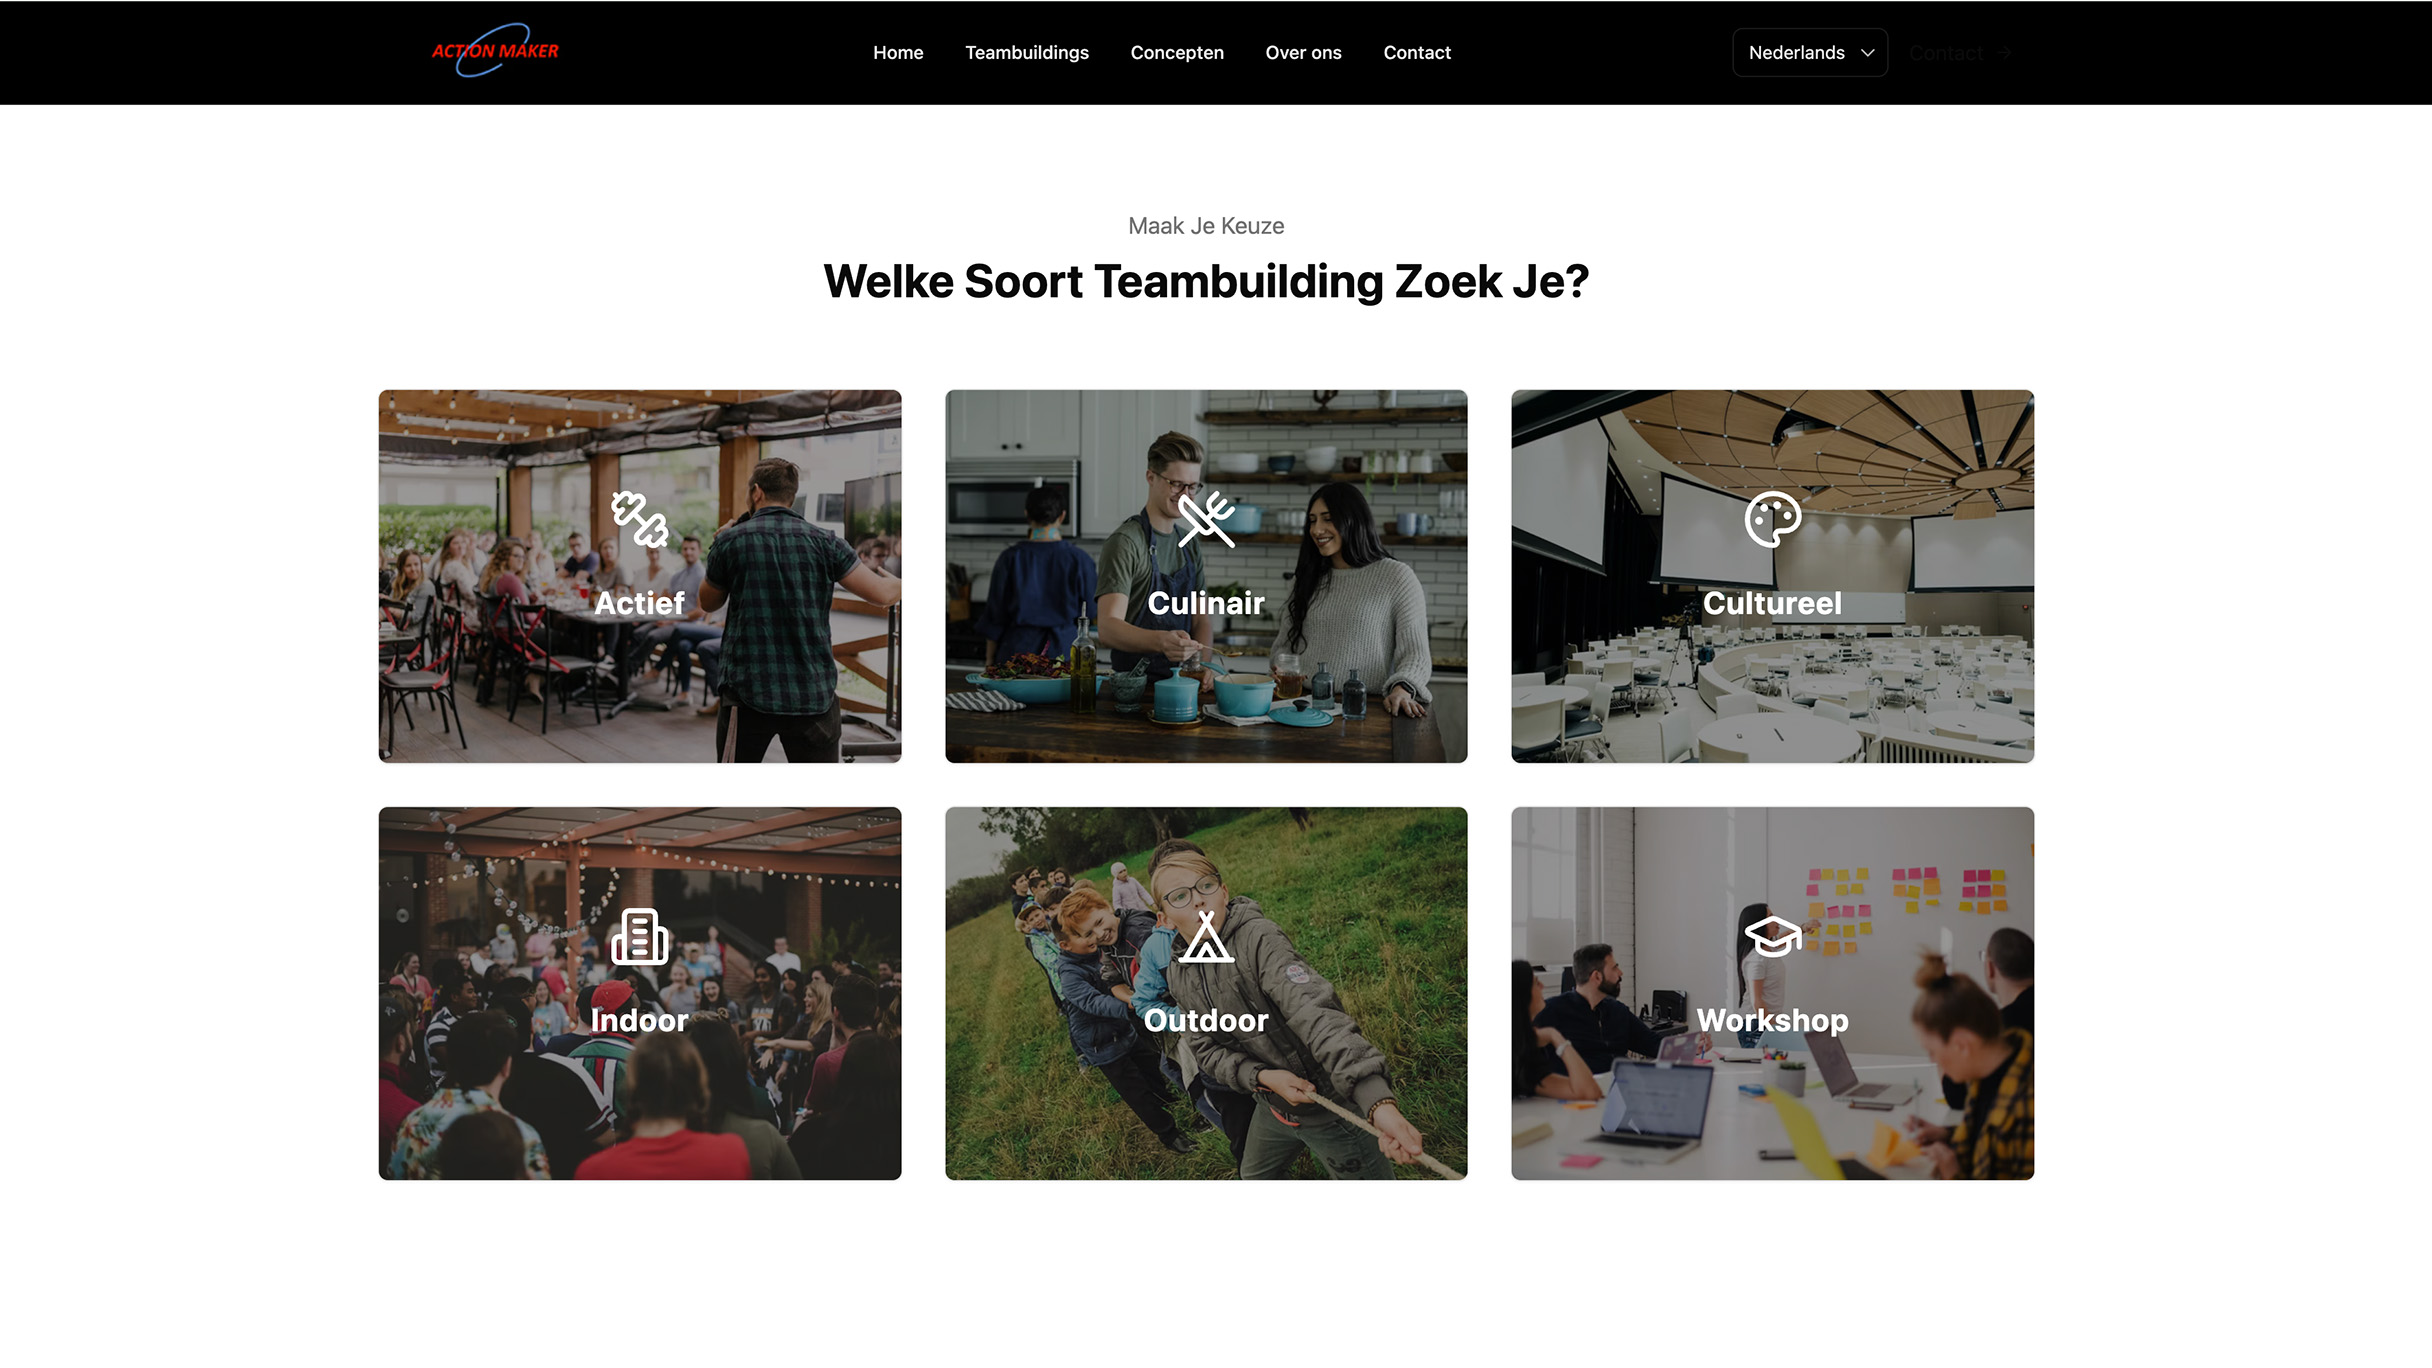 ACTION MAKER
Home
Teambuildings
Concepten
Over ons
Contact
Nederlands
Contact
Maak Je Keuze
Welke Soort Teambuilding Zoek Je?
Actief
Culinair
Cultureel
Indoor
Outdoor
Workshop